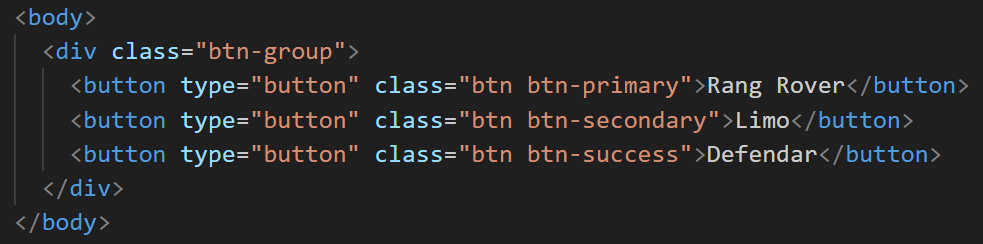 <body>
<div class="btn-group">
<button type="button" class="btn btn-primary">Rang Rover</button>
<button type="button" class="btn btn-secondary">Limo</button>
<button type="button" class="btn btn-success">Defendar</button>
</div>
</body>